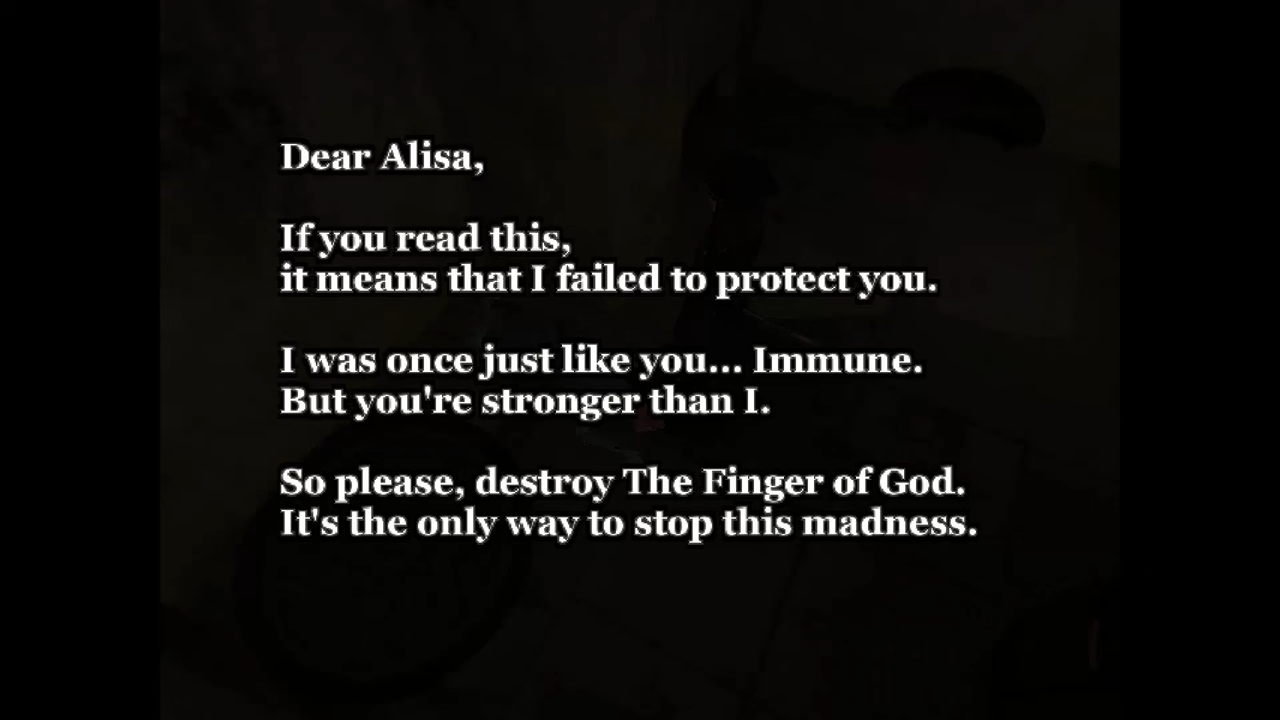 Dear Alisa,
If you read this,
it means that I failed to protect you.
I was once just like you... Immune.
But you're stronger than I.
So please, destroy The Finger of God.
It's the only way to stop this madness.